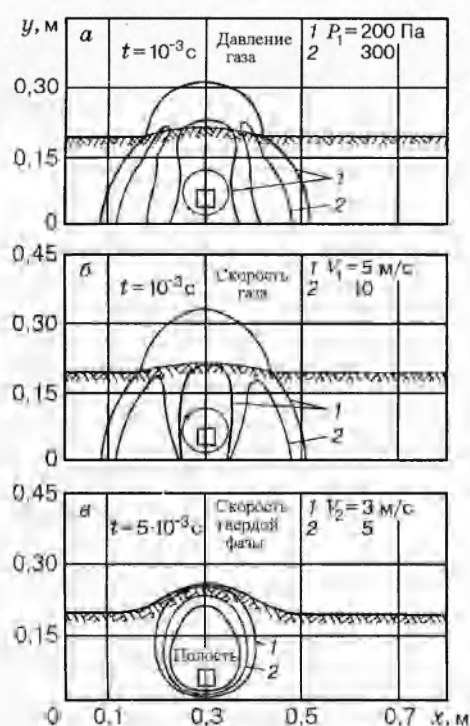 y, м
а
t = 10⁻³ с
Давление газа
1 P₁ = 200 Па
2 300
0,30
0,15
0
1
2
0,45
б
t = 10⁻³ с
Скорость газа
1 V₁ = 5 м/с
2 10
0,30
0,15
0
1
2
0,45
в
t = 5·10⁻³ с
Скорость твердой фазы
1 V₂ = 3 м/с
2 5
0,30
0,15
1
2
Полость
0 0,1 0,3 0,5 0,7 x, м